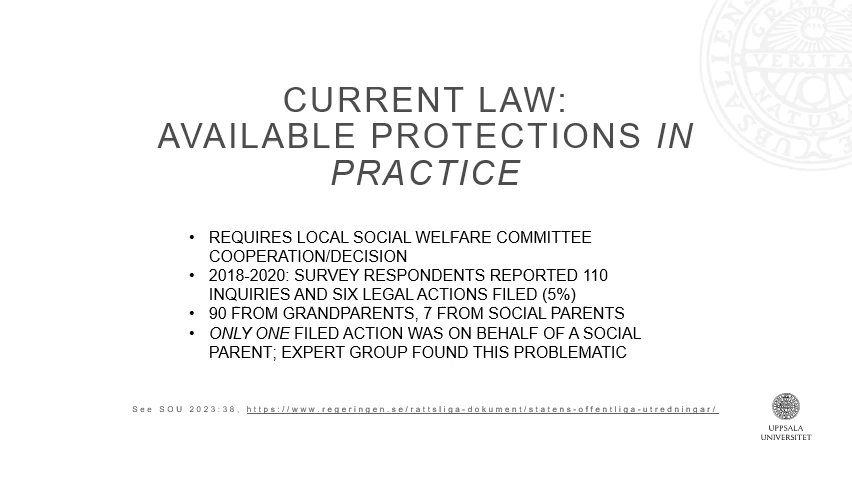 CURRENT LAW:
AVAILABLE PROTECTIONS IN
PRACTICE
• REQUIRES LOCAL SOCIAL WELFARE COMMITTEE
COOPERATION/DECISION
• 2018-2020: SURVEY RESPONDENTS REPORTED 110
INQUIRIES AND SIX LEGAL ACTIONS FILED (5%)
• 90 FROM GRANDPARENTS, 7 FROM SOCIAL PARENTS
• ONLY ONE FILED ACTION WAS ON BEHALF OF A SOCIAL
PARENT; EXPERT GROUP FOUND THIS PROBLEMATIC
See SOU 2023:38, https://www.regeringen.se/rattsliga-dokument/statens-offentliga-utredningar/
UPPSALA
UNIVERSITET